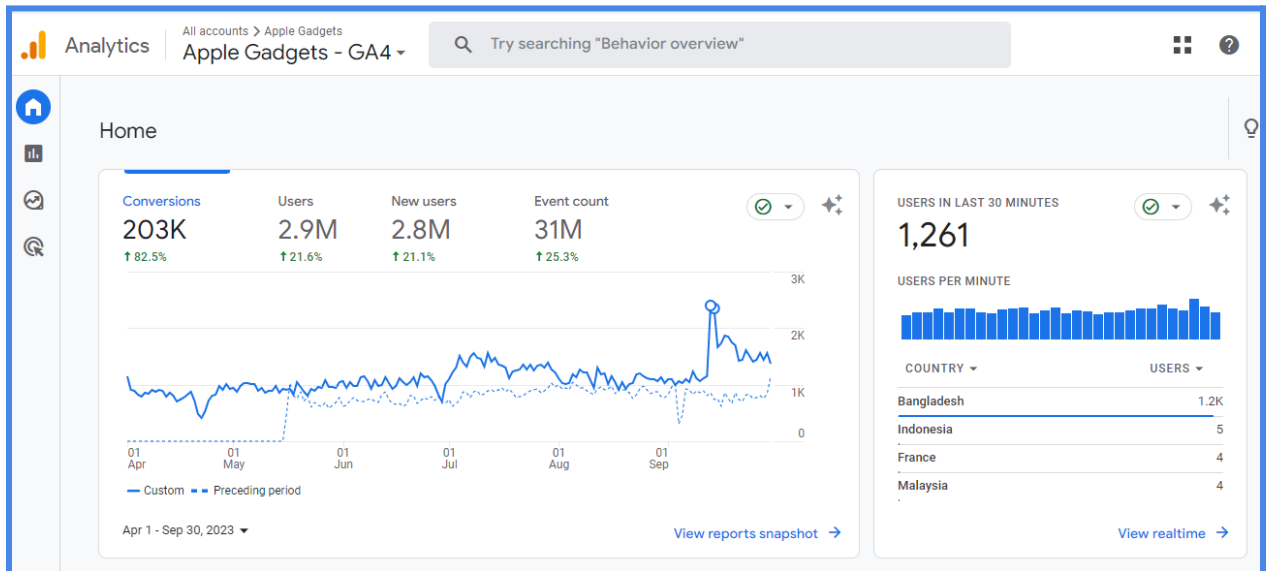 Analytics
All accounts > Apple Gadgets
Apple Gadgets - GA4
Try searching "Behavior overview"
Home
Conversions
203K
↑ 82.5%
Users
2.9M
↑ 21.6%
New users
2.8M
↑ 21.1%
Event count
31M
↑ 25.3%
3K
2K
1K
0
01 Apr
01 May
01 Jun
01 Jul
01 Aug
01 Sep
Custom
Preceding period
Apr 1 - Sep 30, 2023
View reports snapshot →
USERS IN LAST 30 MINUTES
1,261
USERS PER MINUTE
COUNTRY USERS
Bangladesh 1.2K
Indonesia 5
France 4
Malaysia 4
View realtime →